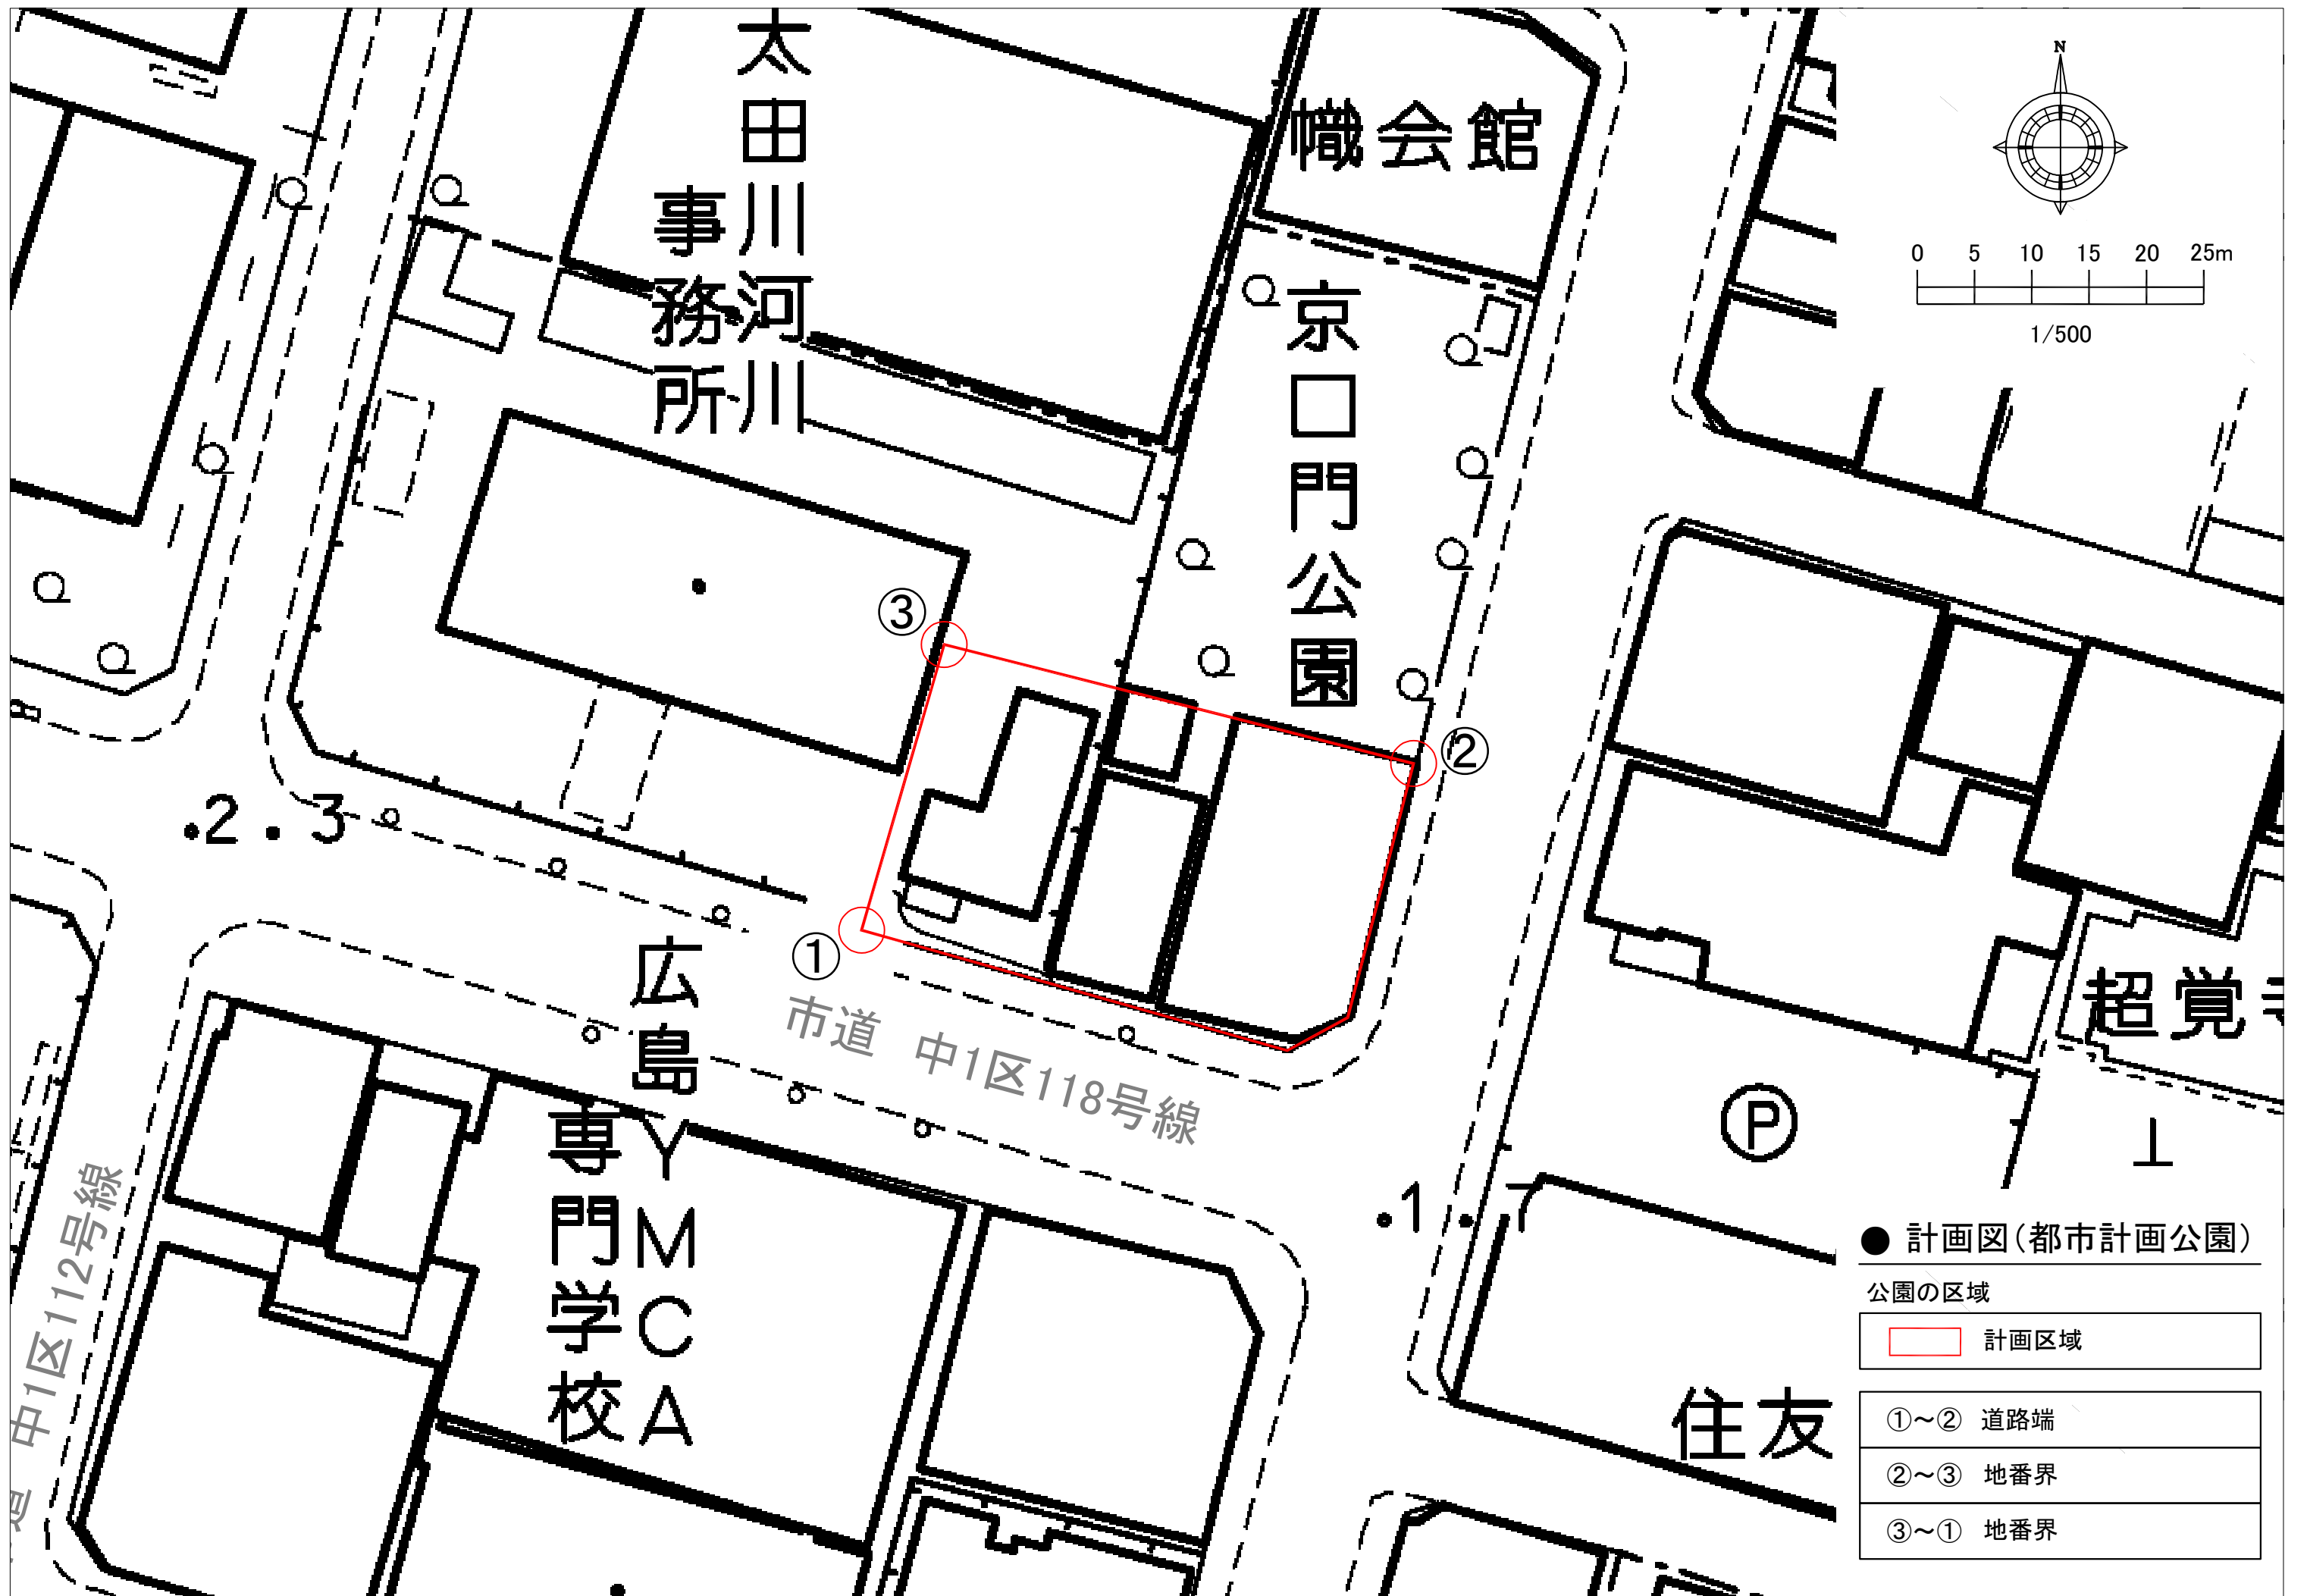 太田川河川
事務所
幟会館
京口門公園
N
0 5 10 15 20 25m
1/500
③
②
①
.2.3
市道 中1区118号線
広島YMCA
専門学校
超覚
Ⓟ
.1.
中1区112号線
住友
● 計画図(都市計画公園)
公園の区域
計画区域
①～② 道路端
②～③ 地番界
③～① 地番界